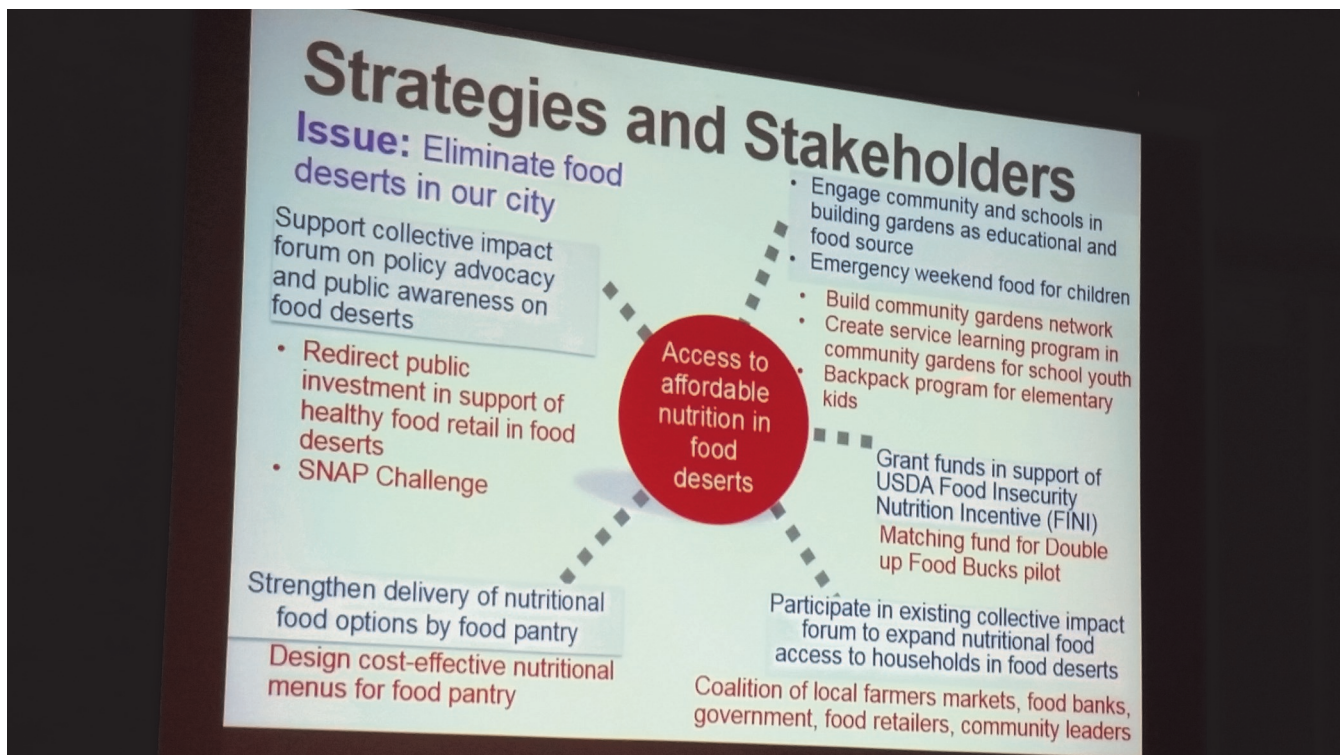 Strategies and Stakeholders
Issue: Eliminate food
deserts in our city
Support collective impact
forum on policy advocacy
and public awareness on
food deserts
• Redirect public
investment in support of
healthy food retail in food
deserts
• SNAP Challenge
Strengthen delivery of nutritional
food options by food pantry
Design cost-effective nutritional
menus for food pantry
Access to
affordable
nutrition in
food
deserts
• Engage community and schools in
building gardens as educational and
food source
• Emergency weekend food for children
• Build community gardens network
• Create service learning program in
community gardens for school youth
• Backpack program for elementary
kids
Grant funds in support of
USDA Food Insecurity
Nutrition Incentive (FINI)
Matching fund for Double
up Food Bucks pilot
Participate in existing collective impact
forum to expand nutritional food
access to households in food deserts
Coalition of local farmers markets, food banks,
government, food retailers, community leaders